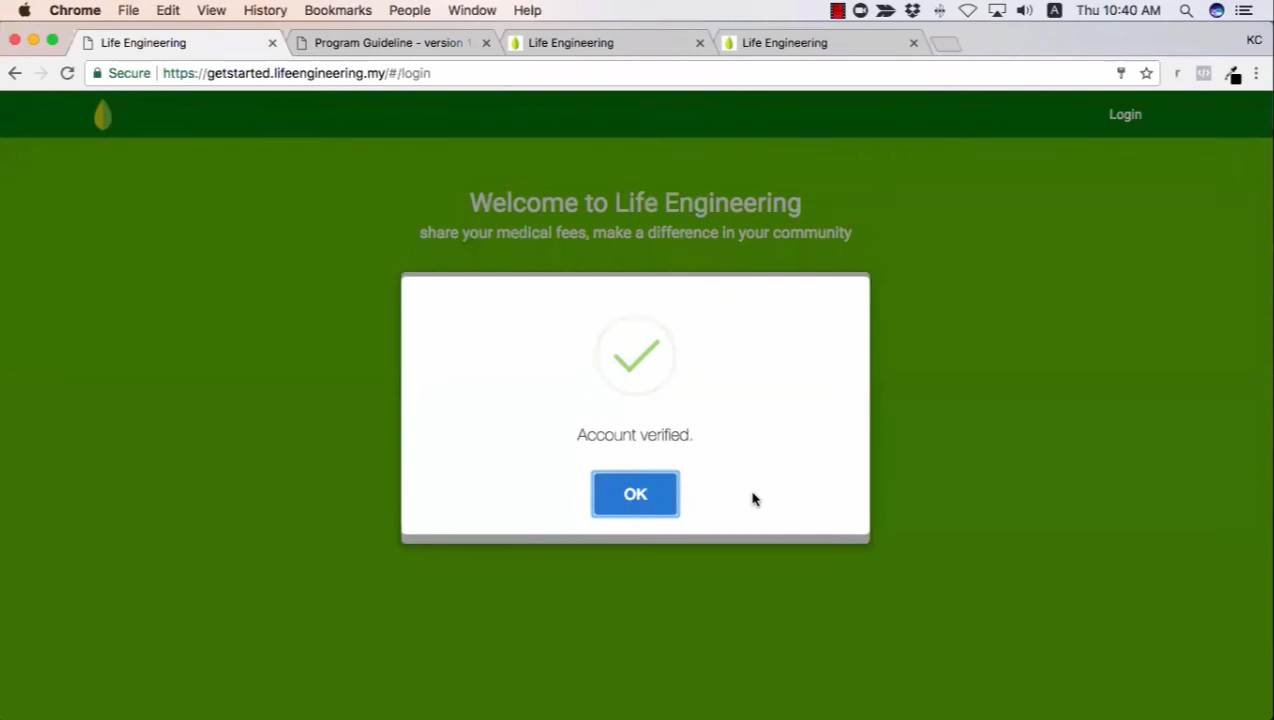 Chrome File Edit View History Bookmarks People Window Help Thu 10:40 AM
Life Engineering Program Guideline - version 1 Life Engineering Life Engineering KC
Secure https://getstarted.lifeengineering.my/#/login
Login
Welcome to Life Engineering
share your medical fees, make a difference in your community
Account verified.
OK